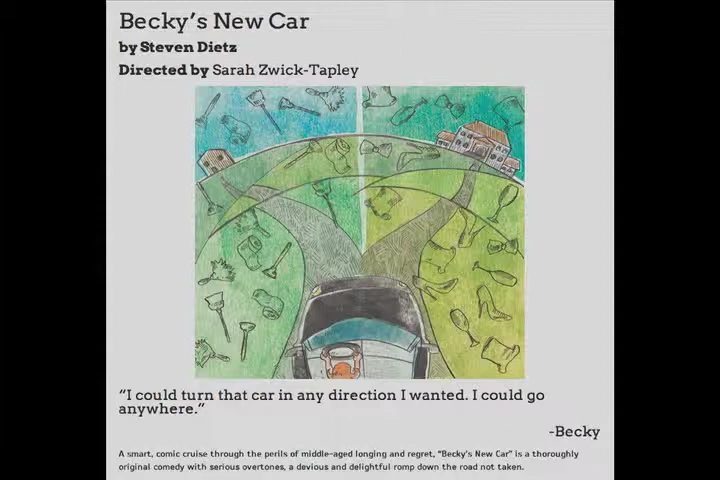 Becky's New Car
by Steven Dietz
Directed by Sarah Zwick-Tapley
“I could turn that car in any direction I wanted. I could go
anywhere.”
-Becky
A smart, comic cruise through the perils of middle-aged longing and regret, “Becky's New Car” is a thoroughly
original comedy with serious overtones, a devious and delightful romp down the road not taken.